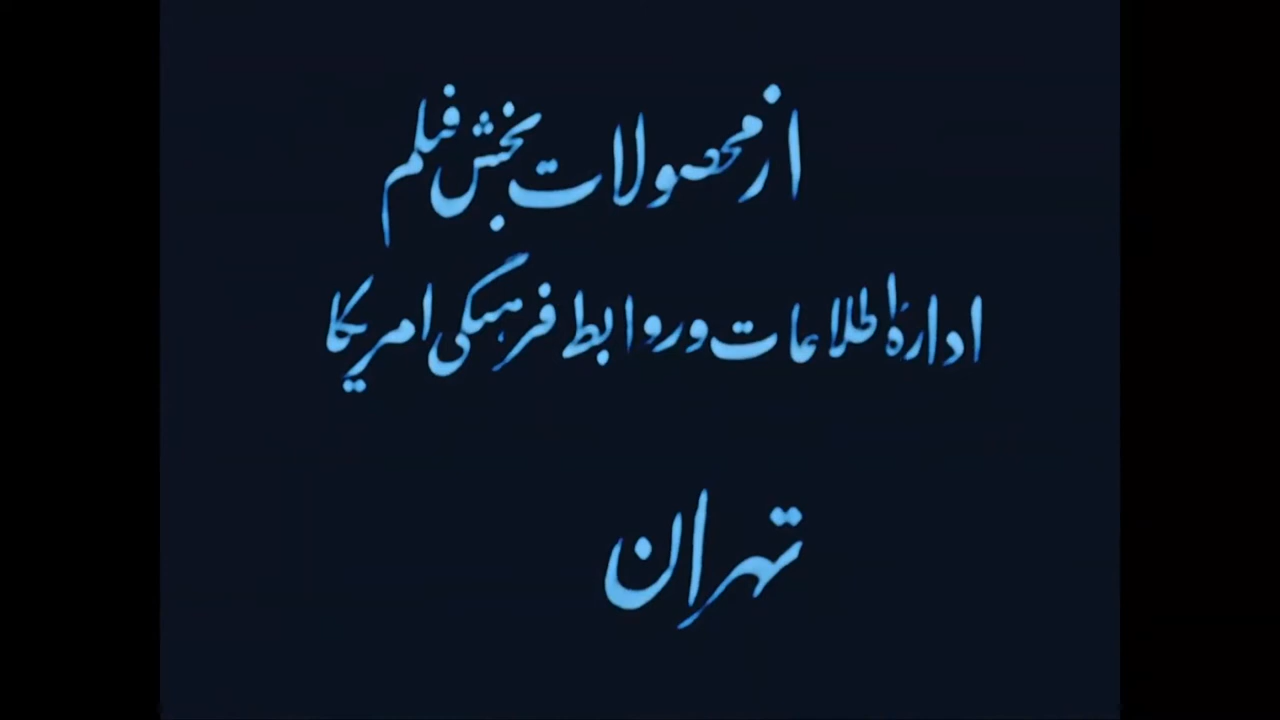 از محصولات بخش فیلم
ادارهٔ اطلاعات و روابط فرهنگی امریکا
تهران